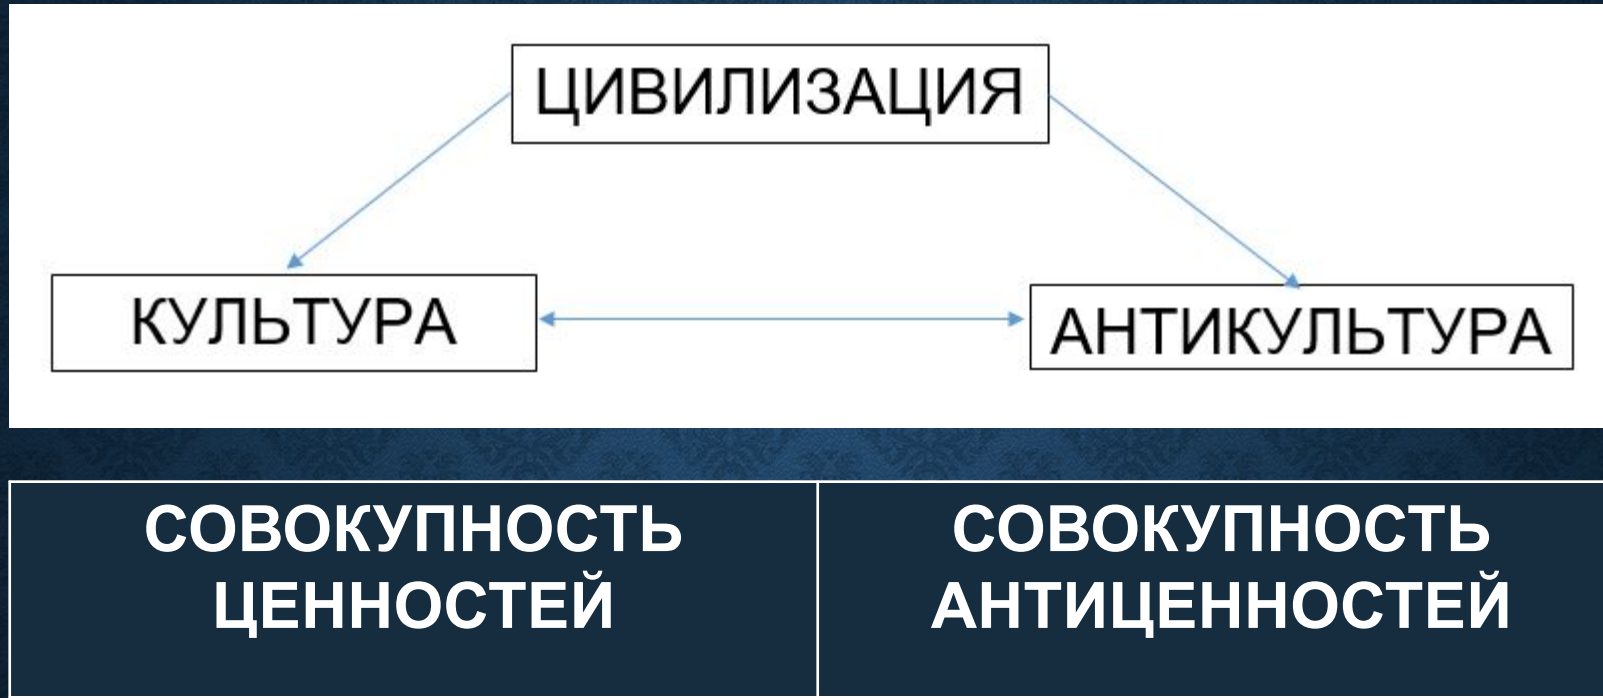 ЦИВИЛИЗАЦИЯ
КУЛЬТУРА
АНТИКУЛЬТУРА
СОВОКУПНОСТЬ
ЦЕННОСТЕЙ
СОВОКУПНОСТЬ
АНТИЦЕННОСТЕЙ